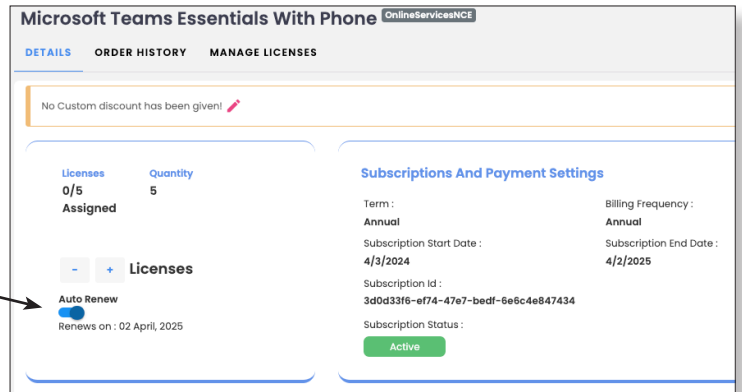 Microsoft Teams Essentials With Phone OnlineServicesNCE
DETAILS ORDER HISTORY MANAGE LICENSES
No Custom discount has been given!
Licenses Quantity
0/5 5
Assigned
- + Licenses
Auto Renew
Renews on : 02 April, 2025
Subscriptions And Payment Settings
Term : Billing Frequency :
Annual Annual
Subscription Start Date : Subscription End Date :
4/3/2024 4/2/2025
Subscription Id :
3d0d33f6-ef74-47e7-bedf-6e6c4e847434
Subscription Status :
Active